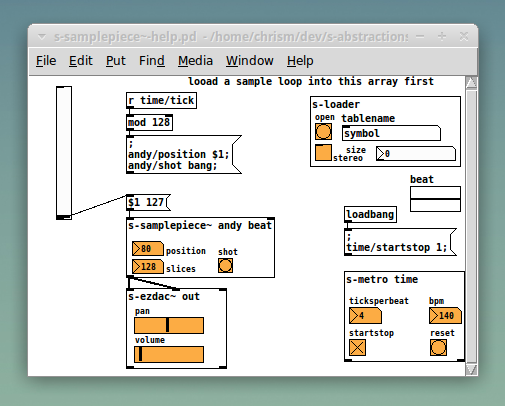 s-samplepiece~-help.pd - /home/chrism/dev/s-abstractions
File Edit Put Find Media Window Help
looad a sample loop into this array first
r time/tick
mod 128
;
andy/position $1;
andy/shot bang;
$1 127
s-samplepiece~ andy beat
80 position
shot
128 slices
s-ezdac~ out
pan
volume
s-loader
open tablename
symbol
size
stereo
0
beat
loadbang
;
time/startstop 1;
s-metro time
ticksperbeat bpm
4 140
startstop reset